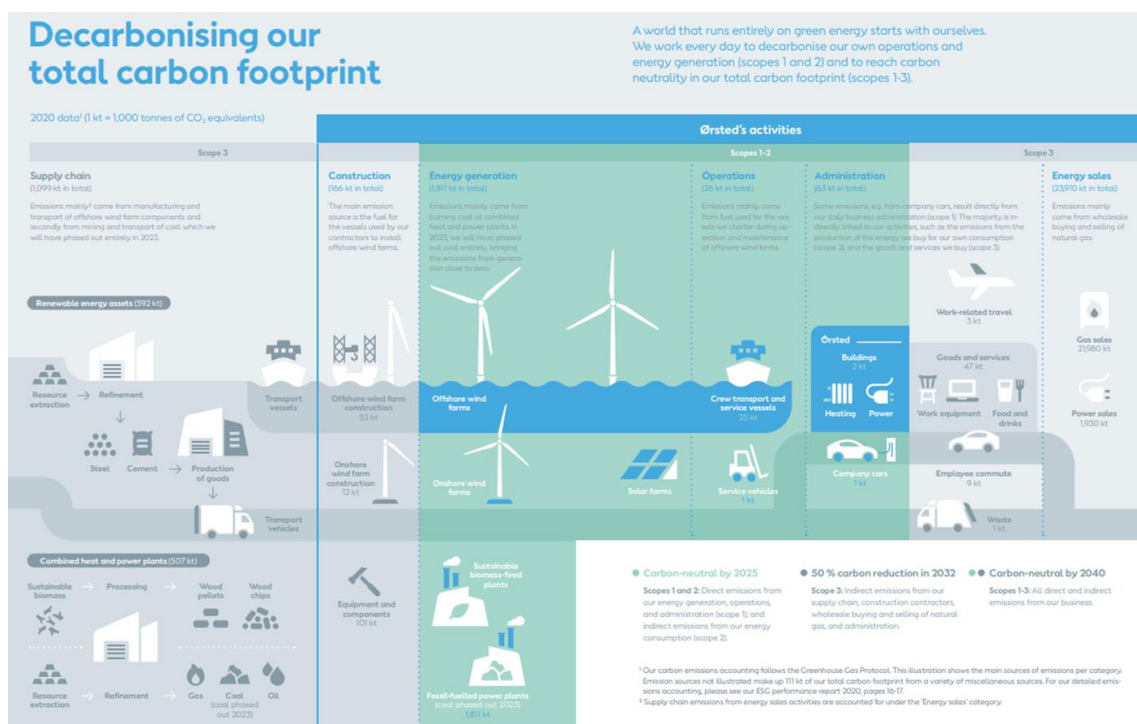 Decarbonising our
total carbon footprint
A world that runs entirely on green energy starts with ourselves.
We work every day to decarbonise our own operations and
energy generation (scopes 1 and 2) and to reach carbon
neutrality in our total carbon footprint (scopes 1-3).
2020 data¹ (1 kt = 1,000 tonnes of CO₂ equivalents)
Ørsted's activities
Scope 3
Scopes 1-2
Scope 3
Supply chain
(1,099 kt in total)
Emissions mainly² come from manufacturing and
transport of offshore wind farm components and
secondly from mining and transport of coal, which we
will have phased out entirely in 2023.
Construction
(166 kt in total)
The main emission
source is the fuel for
the vessels used by our
contractors to install
offshore wind farms.
Energy generation
(1,811 kt in total)
Emissions mainly come from
burning coal at combined
heat and power plants. In
2023, we will have phased
out coal entirely, bringing
the emissions from genera-
tion close to zero.
Operations
(26 kt in total)
Emissions mainly come
from fuel used for the ves-
sels we charter during op-
eration and maintenance
of offshore wind farms.
Administration
(63 kt in total)
Some emissions, e.g. from company cars, result directly from
our daily business administration (scope 1). The majority is in-
directly linked to our activities, such as the emissions from the
production of the energy we buy for our own consumption
(scope 2), and the goods and services we buy (scope 3).
Energy sales
(23,910 kt in total)
Emissions mainly
come from wholesale
buying and selling of
natural gas.
Renewable energy assets (592 kt)
Resource
extraction
Refinement
Steel
Cement
Production
of goods
Transport
vessels
Transport
vehicles
Offshore wind farm
construction
53 kt
Onshore
wind farm
construction
12 kt
Offshore wind
farms
Onshore wind
farms
Solar farms
Crew transport and
service vessels
25 kt
Service vehicles
1 kt
Ørsted
Buildings
2 kt
Heating
Power
Company cars
1 kt
Work-related travel
3 kt
Goods and services
47 kt
Work equipment
Food and
drinks
Employee commute
9 kt
Waste
1 kt
Gas sales
21,980 kt
Power sales
1,930 kt
Combined heat and power plants (507 kt)
Sustainable
biomass
Processing
Wood
pellets
Wood
chips
Resource
extraction
Refinement
Gas
Coal
(coal phased
out 2023)
Oil
Equipment and
components
101 kt
Sustainable
biomass-fired
plants
Fossil-fuelled power plants
(coal phased out 2023)
1,811 kt
Carbon-neutral by 2025
Scopes 1 and 2: Direct emissions from
our energy generation, operations,
and administration (scope 1), and
indirect emissions from our energy
consumption (scope 2).
50 % carbon reduction in 2032
Scope 3: Indirect emissions from our
supply chain, construction contractors,
wholesale buying and selling of natural
gas, and administration.
Carbon-neutral by 2040
Scopes 1-3: All direct and indirect
emissions from our business.
¹ Our carbon emissions accounting follows the Greenhouse Gas Protocol. This illustration shows the main sources of emissions per category.
Emission sources not illustrated make up 111 kt of our total carbon footprint from a variety of miscellaneous sources. For our detailed emis-
sions accounting, please see our ESG performance report 2020, pages 16-17.
² Supply chain emissions from energy sales activities are accounted for under the 'Energy sales' category.